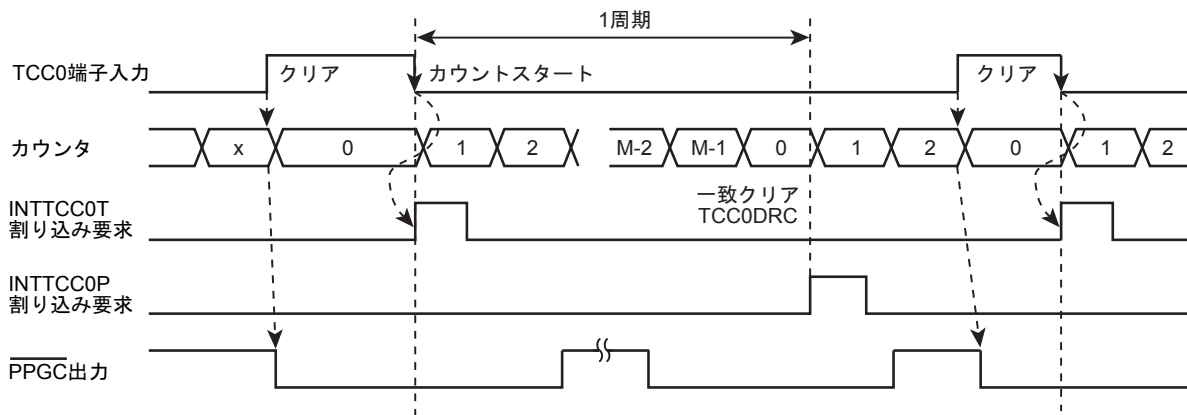 1周期
TCC0端子入力
クリア
カウントスタート
クリア
カウンタ
x
0
1
2
M-2
M-1
0
1
2
0
1
2
一致クリア
TCC0DRC
INTTCC0T
割り込み要求
INTTCC0P
割り込み要求
PPGC出力